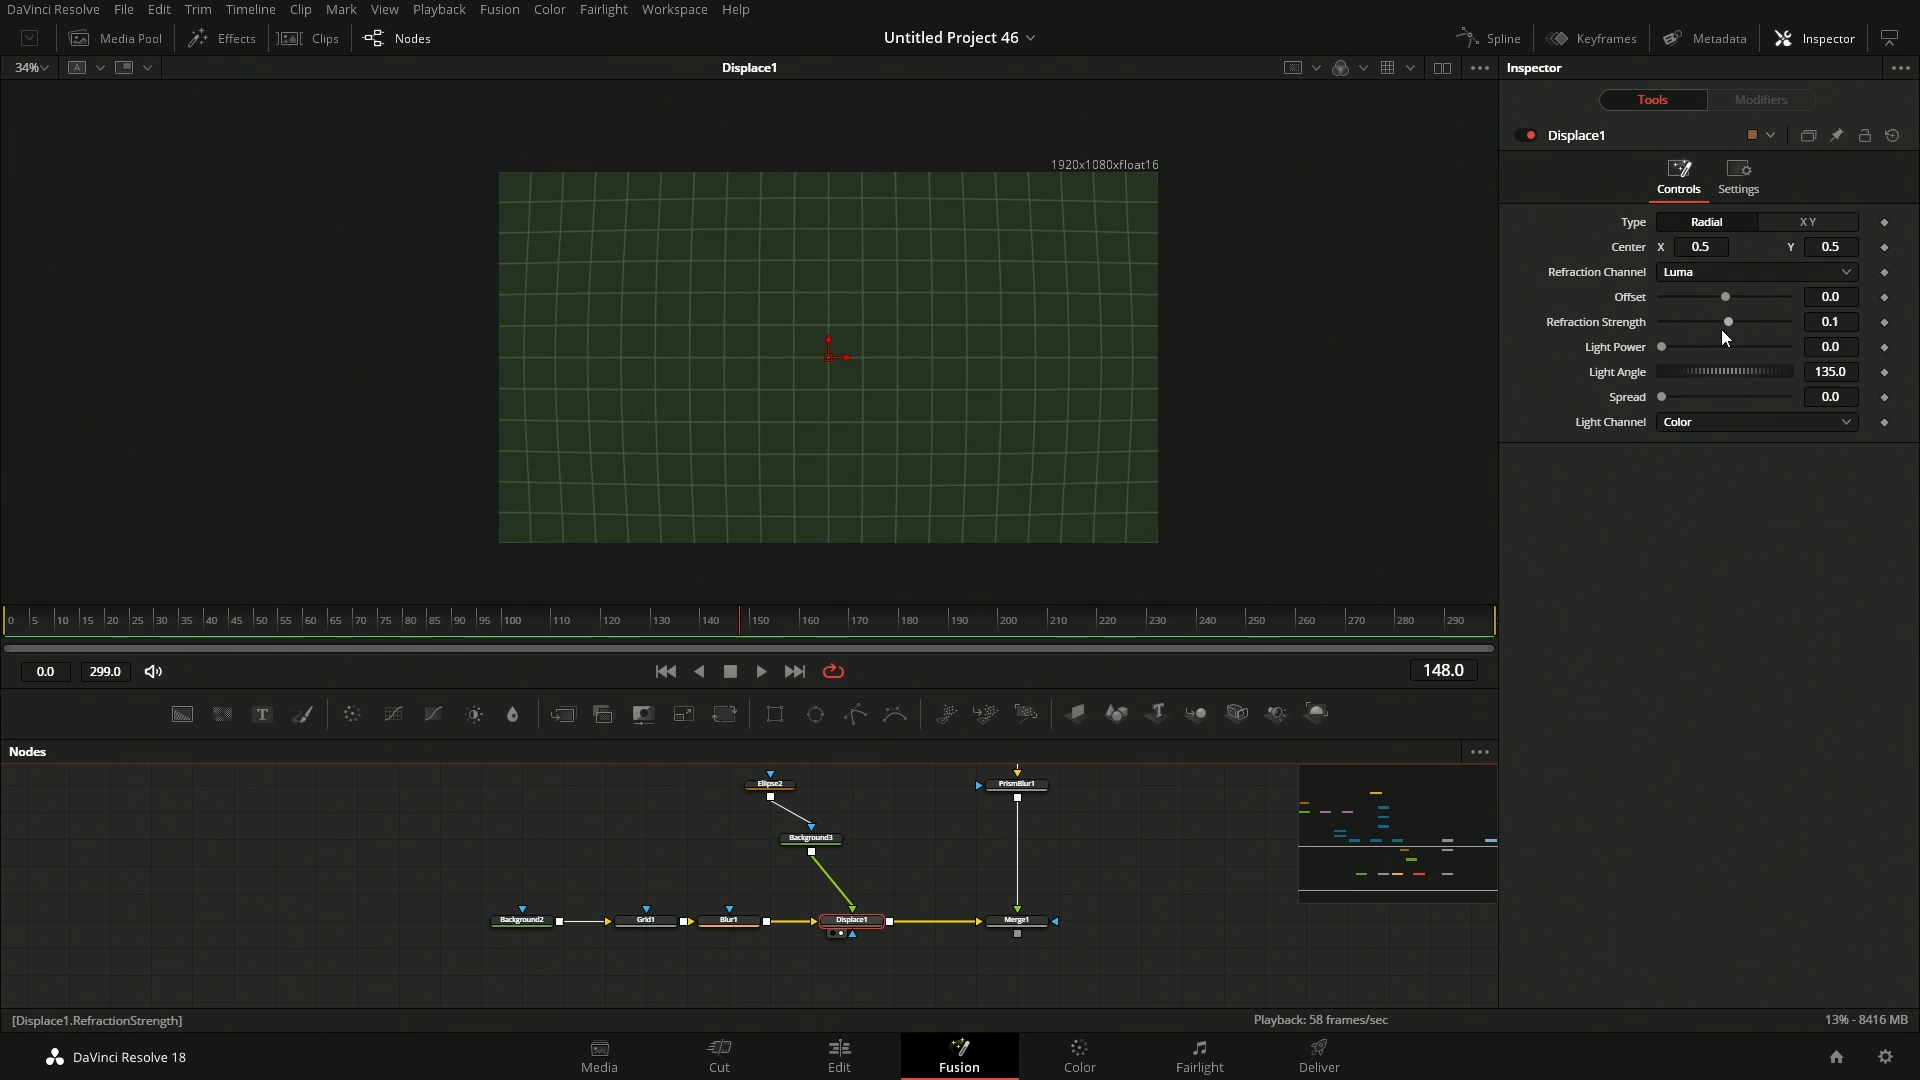 DaVinci Resolve File Edit Trim Timeline Clip Mark View Playback Fusion Color Fairlight Workspace Help
Media Pool Effects Clips Nodes Untitled Project 46 Spline Keyframes Metadata Inspector
34% A Displace1 Inspector
Tools Modifiers
Displace1
1920x1080xfloat16
Controls Settings
Type Radial X Y
Center X 0.5 Y 0.5
Refraction Channel Luma
Offset 0.0
Refraction Strength 0.1
Light Power 0.0
Light Angle 135.0
Spread 0.0
Light Channel Color
0 5 10 15 20 25 30 35 40 45 50 55 60 65 70 75 80 85 90 95 100 110 120 130 140 150 160 170 180 190 200 210 220 230 240 250 260 270 280 290
0.0 299.0 148.0
T T
Nodes
Ellipse2 PrismBlur1
Background3
Background2 Grid1 Blur1 Displace1 Merge1
[Displace1.RefractionStrength] Playback: 58 frames/sec 13% - 8416 MB
DaVinci Resolve 18 Media Cut Edit Fusion Color Fairlight Deliver